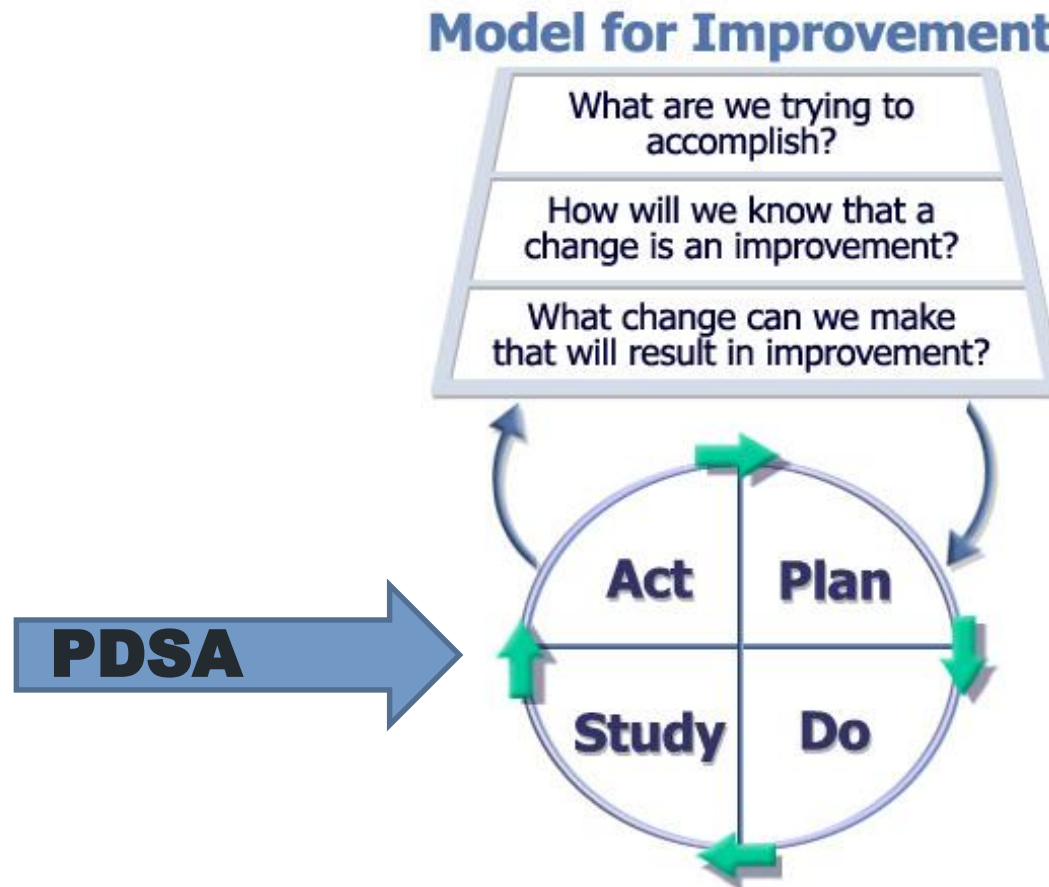 Model for Improvement
What are we trying to
accomplish?
How will we know that a
change is an improvement?
What change can we make
that will result in improvement?
Act
Plan
PDSA
Study
Do